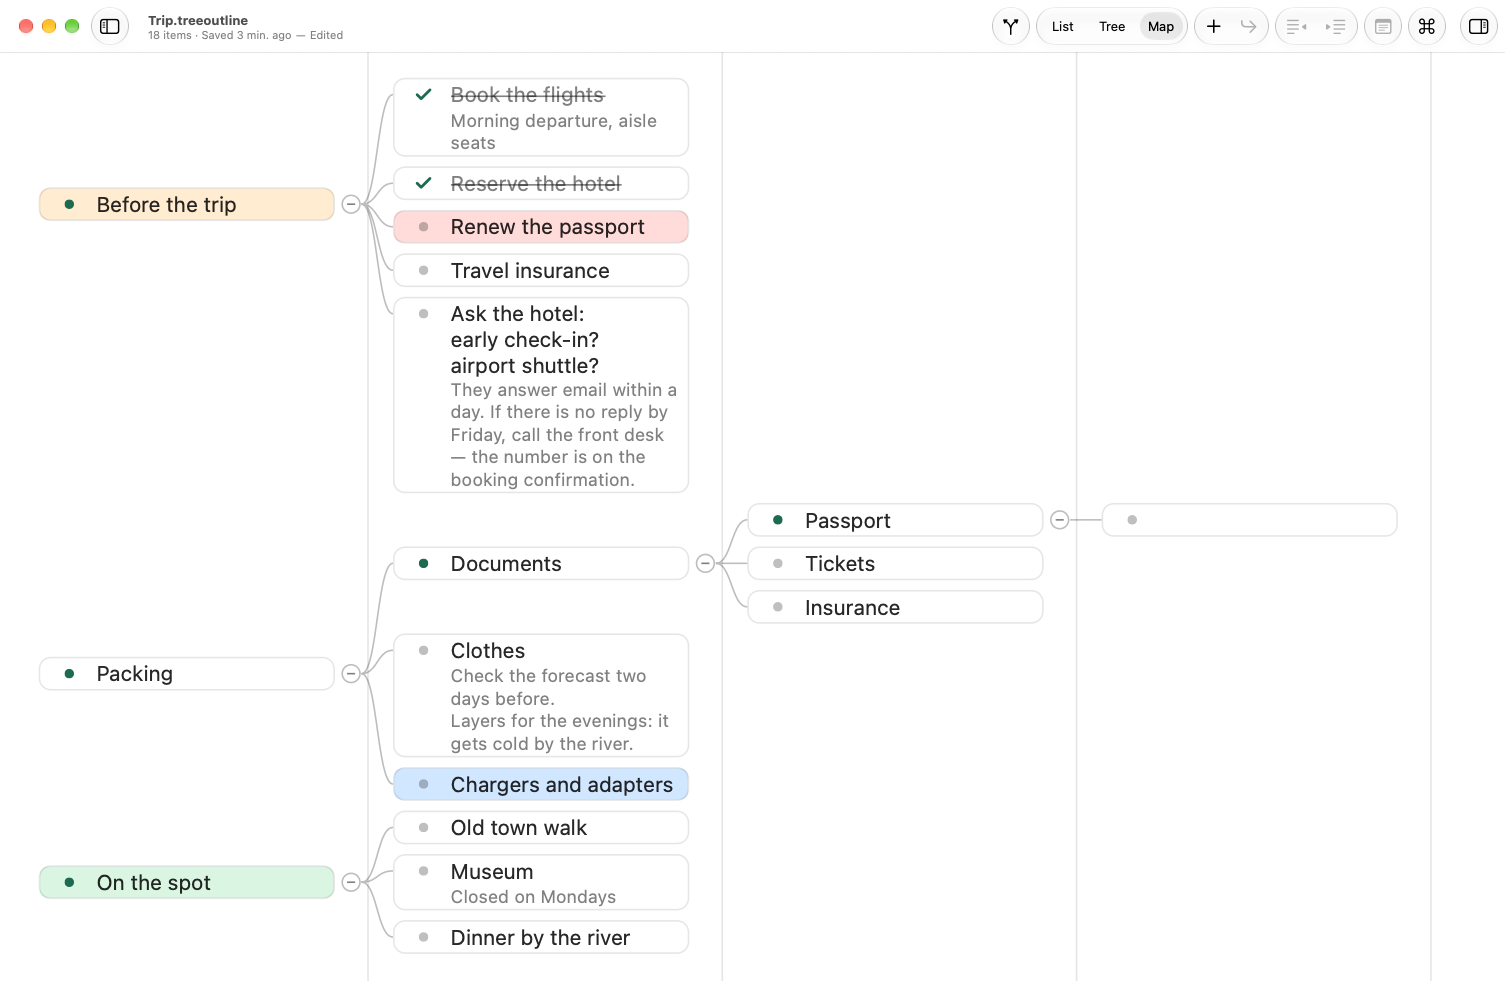 Trip.treeoutline
18 items · Saved 3 min. ago — Edited
List
Tree
Map
Before the trip
Book the flights
Morning departure, aisle
seats
Reserve the hotel
Renew the passport
Travel insurance
Ask the hotel:
early check-in?
airport shuttle?
They answer email within a
day. If there is no reply by
Friday, call the front desk
— the number is on the
booking confirmation.
Packing
Documents
Passport
Tickets
Insurance
Clothes
Check the forecast two
days before.
Layers for the evenings: it
gets cold by the river.
Chargers and adapters
On the spot
Old town walk
Museum
Closed on Mondays
Dinner by the river